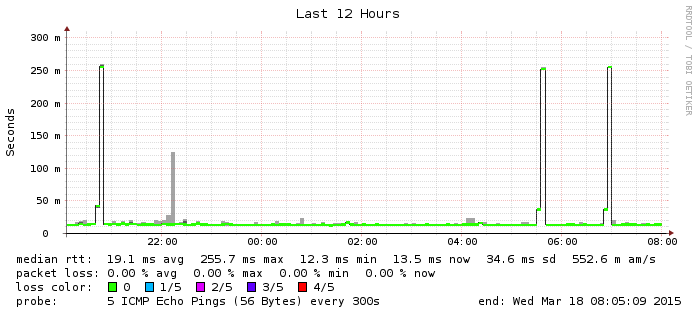 Last 12 Hours
RRDTOOL / TOBI OETIKER
Seconds
300 m
250 m
200 m
150 m
100 m
50 m
0
22:00 00:00 02:00 04:00 06:00 08:00
median rtt: 19.1 ms avg 255.7 ms max 12.3 ms min 13.5 ms now 34.6 ms sd 552.6 m am/s
packet loss: 0.00 % avg 0.00 % max 0.00 % min 0.00 % now
loss color: 0 1/5 2/5 3/5 4/5
probe: 5 ICMP Echo Pings (56 Bytes) every 300s end: Wed Mar 18 08:05:09 2015